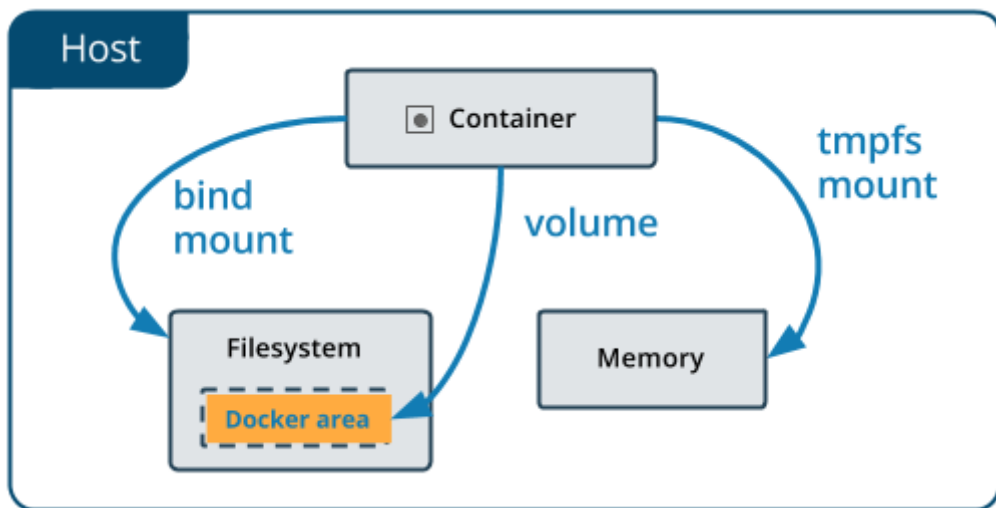 Host
Container
bind
mount
volume
tmpfs
mount
Filesystem
Docker area
Memory